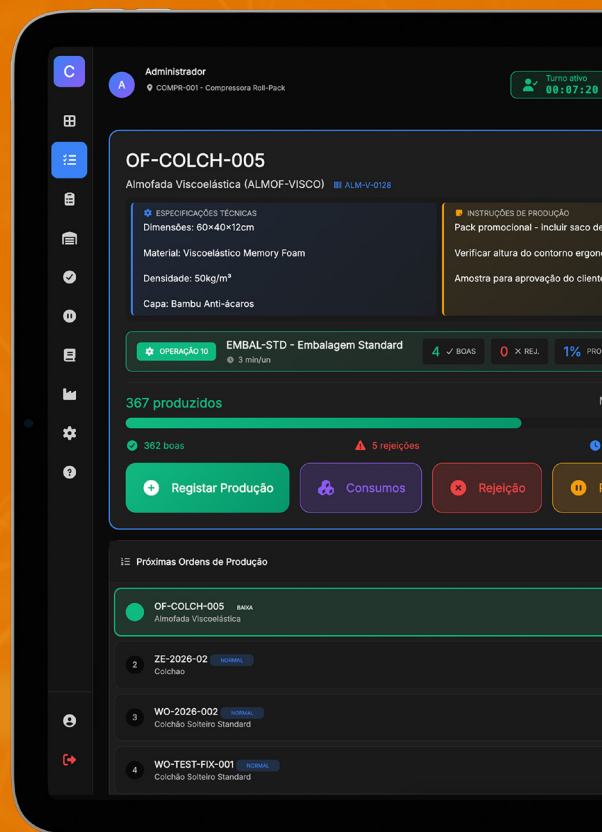 C
A
Administrador
COMPR-001 - Compressora Roll-Pack
Turno ativo
00:07:20
OF-COLCH-005
Almofada Viscoelástica (ALMOF-VISCO) ALM-V-0128
ESPECIFICAÇÕES TÉCNICAS
Dimensões: 60×40×12cm
Material: Viscoelástico Memory Foam
Densidade: 50kg/m³
Capa: Bambu Anti-ácaros
INSTRUÇÕES DE PRODUÇÃO
Pack promocional - incluir saco de
Verificar altura do contorno ergon
Amostra para aprovação do cliente
OPERAÇÃO 10
EMBAL-STD - Embalagem Standard
3 min/un
4 BOAS
0 REJ.
1% PRO
367 produzidos
362 boas
5 rejeições
Registar Produção
Consumos
Rejeição
Próximas Ordens de Produção
OF-COLCH-005 BAIXA
Almofada Viscoelástica
2
ZE-2026-02 NORMAL
Colchao
3
WO-2026-002 NORMAL
Colchão Solteiro Standard
4
WO-TEST-FIX-001 NORMAL
Colchão Solteiro Standard